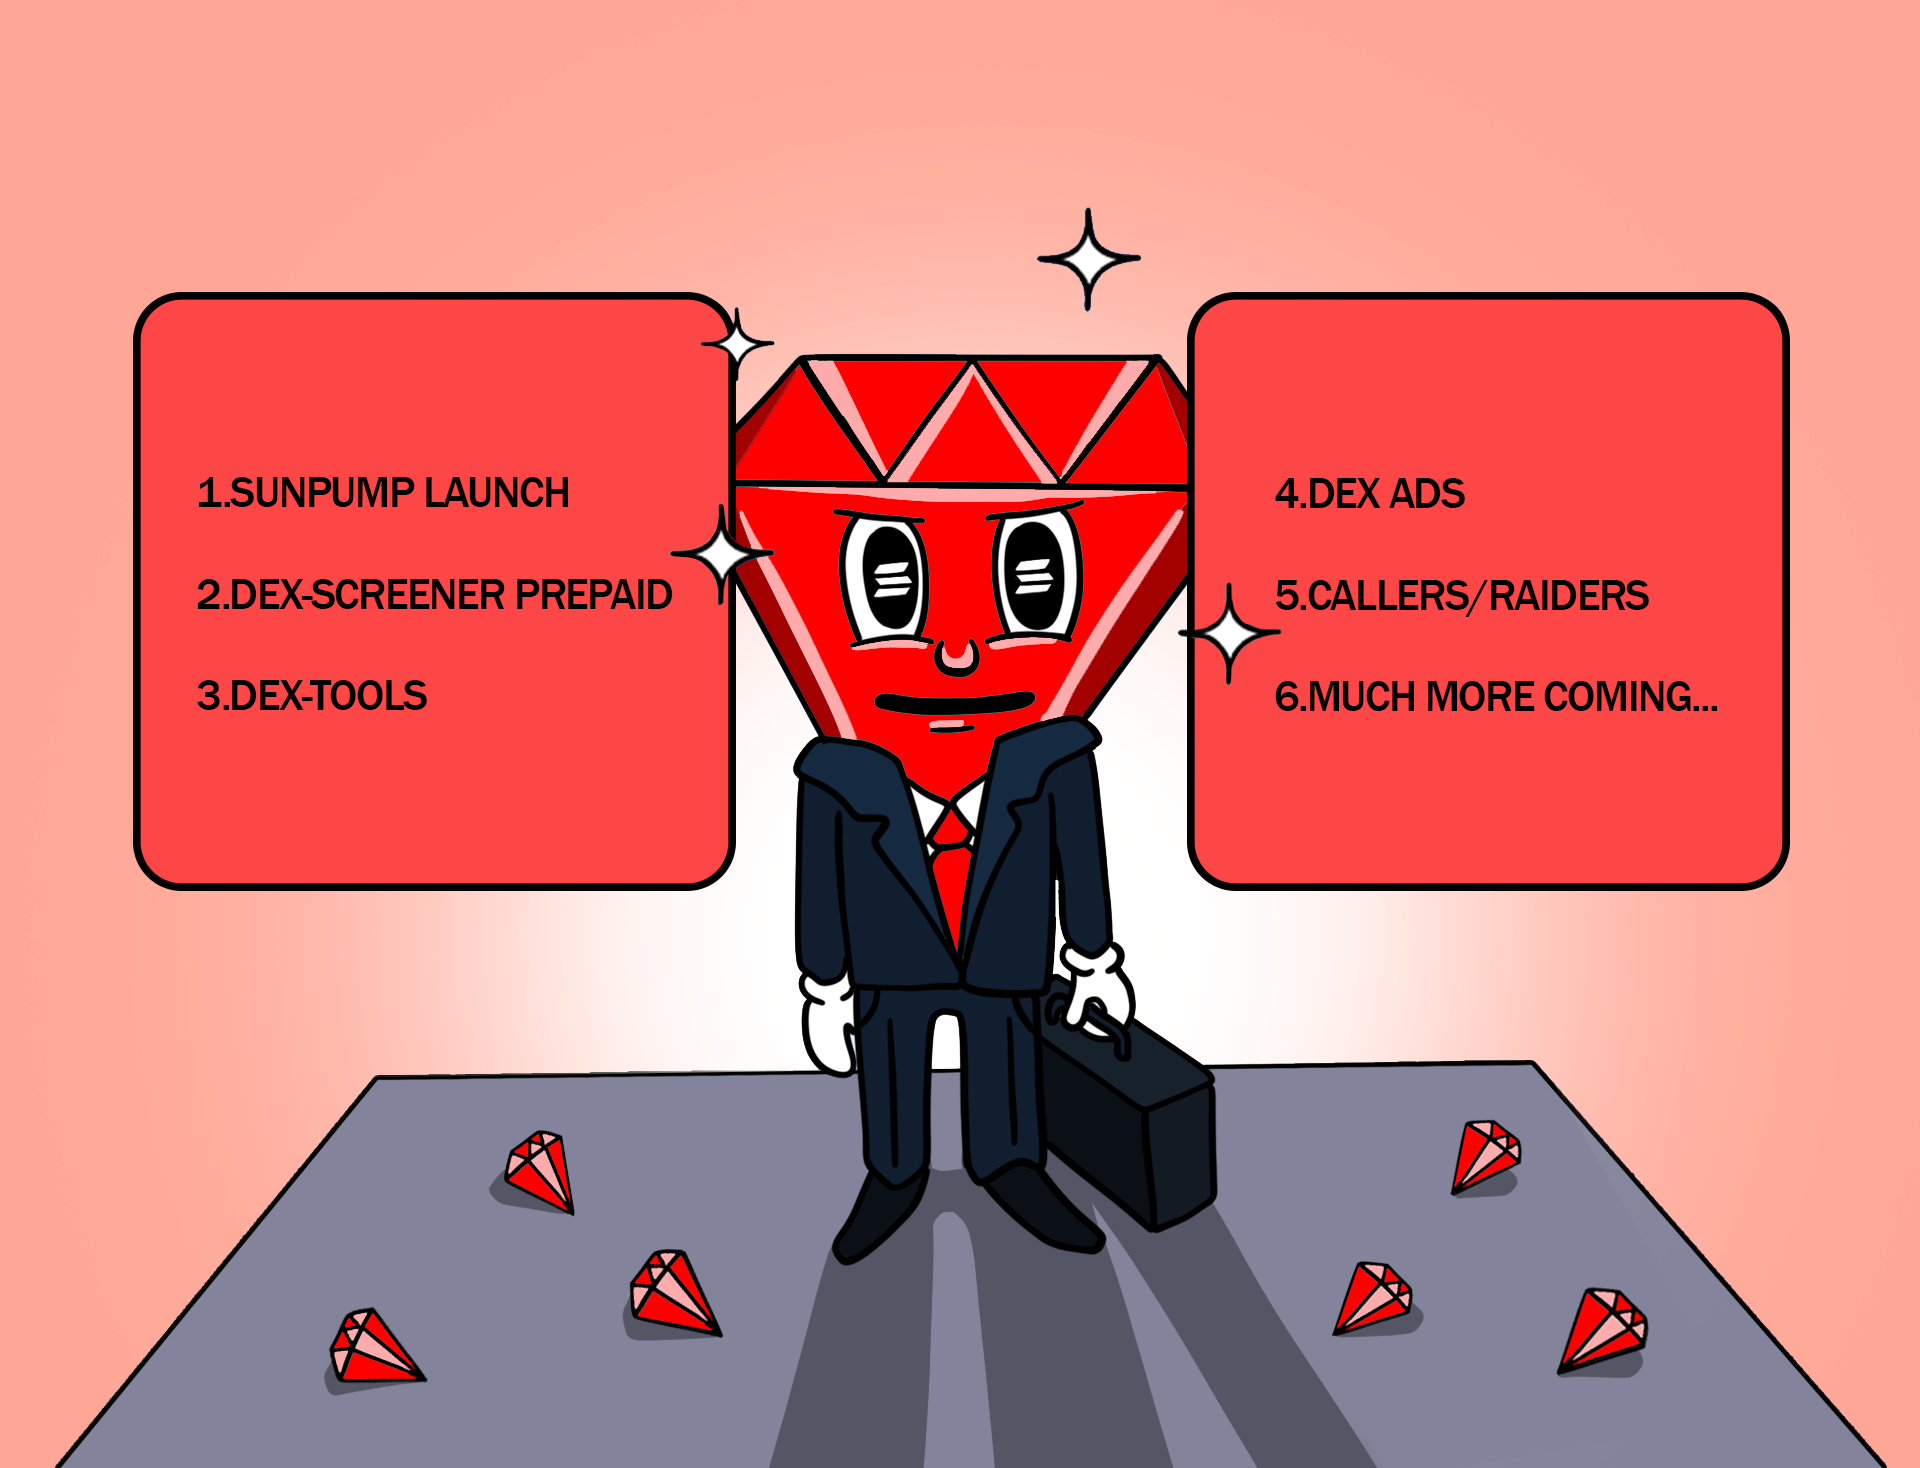 1.SUNPUMP LAUNCH
2.DEX-SCREENER PREPAID
3.DEX-TOOLS
4.DEX ADS
5.CALLERS/RAIDERS
6.MUCH MORE COMING...